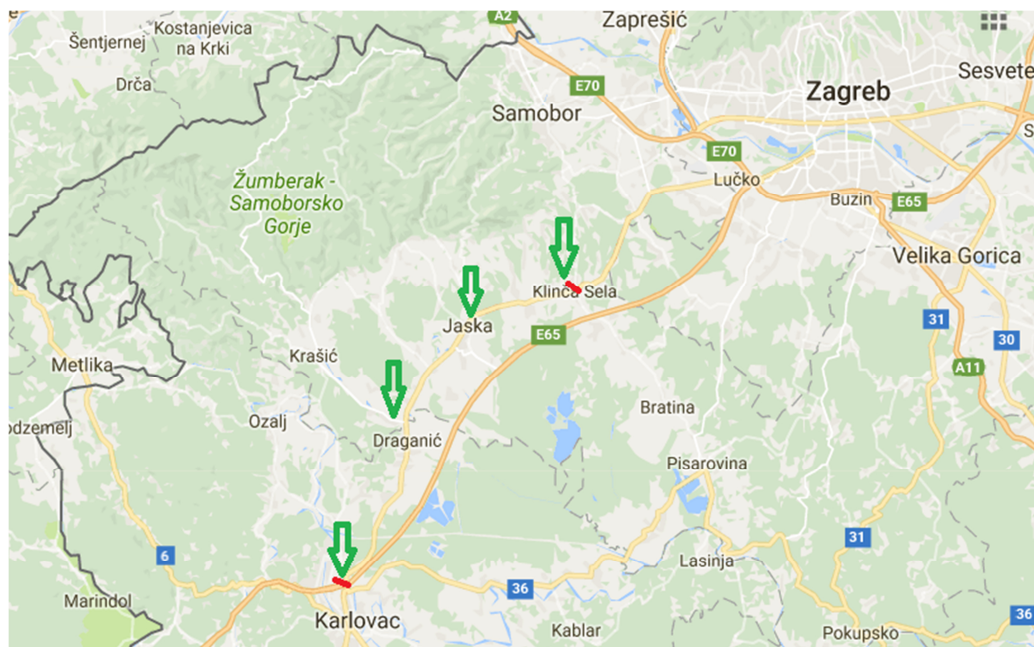 e
Kostanjevica
na Krki
A2
Zaprešić
Šentjernej
Sesvete
Drča
E70
Zagreb
Samobor
S
E70
Žumberak -
Samoborsko
Gorje
Lučko
Buzin
E65
Velika Gorica
Klinča Sela
31
Jaska
E65
30
Krašić
Metlika
A11
Bratina
Ozalj
odzemelj
Draganić
Pisarovina
31
6
Lasinja
36
Marindol
36
Karlovac
Kablar
Pokupsko